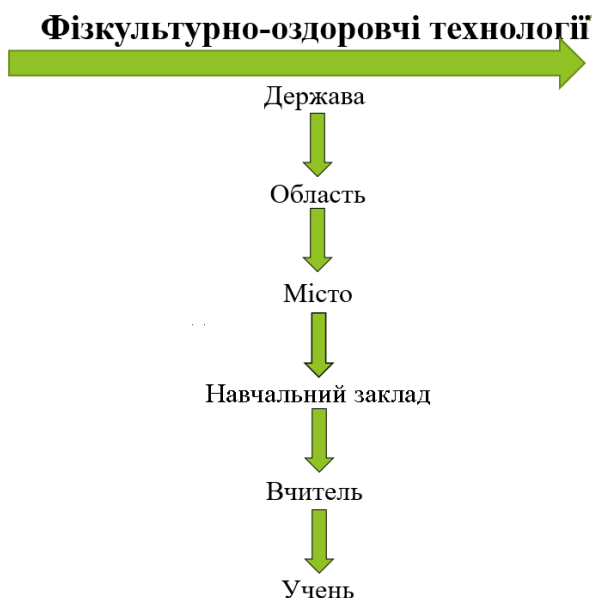 Фізкультурно-оздоровчі технології
Держава
Область
Місто
Навчальний заклад
Вчитель
Учень